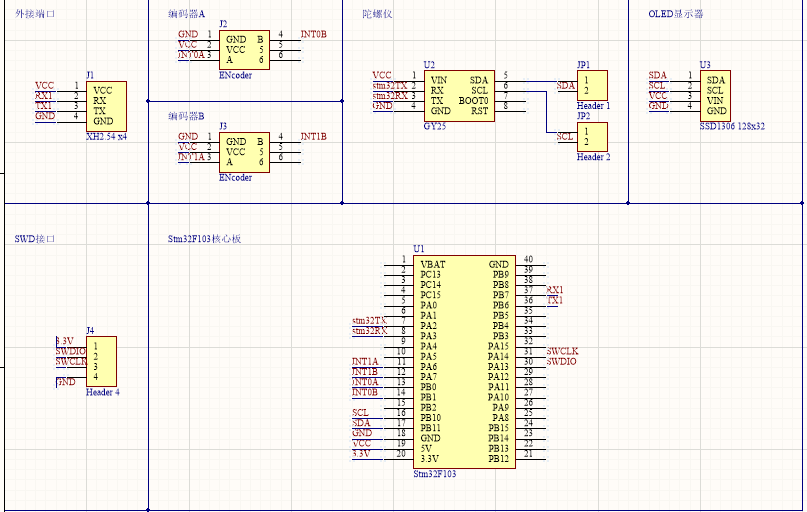 外接端口
J1
VCC 1 VCC
RX1 2 RX
TX1 3 TX
GND 4 GND
XH2.54 x4
编码器A
J2
GND 1 GND B 4 INT0B
VCC 2 VCC 5
INT0A 3 A 6
ENcoder
编码器B
J3
GND 1 GND B 4 INT1B
VCC 2 VCC 5
INT1A 3 A 6
ENcoder
陀螺仪
U2
VCC 1 VIN SDA 5
stm32TX 2 RX SCL 6
stm32RX 3 TX BOOT0 7
GND 4 GND RST 8
GY25
JP1
1
SDA 2
Header 1
JP2
1
SCL 2
Header 2
OLED显示器
U3
SDA 1 SDA
SCL 2 SCL
VCC 3 VIN
GND 4 GND
SSD1306 128x32
SWD接口
J4
3.3V 1
SWDIO 2
SWCLK 3
GND 4
Header 4
Stm32F103核心板
U1
1 VBAT GND 40
2 PC13 PB9 39
3 PC14 PB8 38
4 PC15 PB7 37 RX1
5 PA0 PB6 36 TX1
6 PA1 PB5 35
stm32TX 7 PA2 PB4 34
stm32RX 8 PA3 PB3 33
9 PA4 PA15 32
10 PA5 PA14 31 SWCLK
INT1A 11 PA6 PA13 30 SWDIO
INT1B 12 PA7 PA12 29
INT0A 13 PB0 PA11 28
INT0B 14 PB1 PA10 27
15 PB2 PA9 26
SCL 16 PB10 PA8 25
SDA 17 PB11 PB15 24
GND 18 GND PB14 23
VCC 19 5V PB13 22
3.3V 20 3.3V PB12 21
Stm32F103